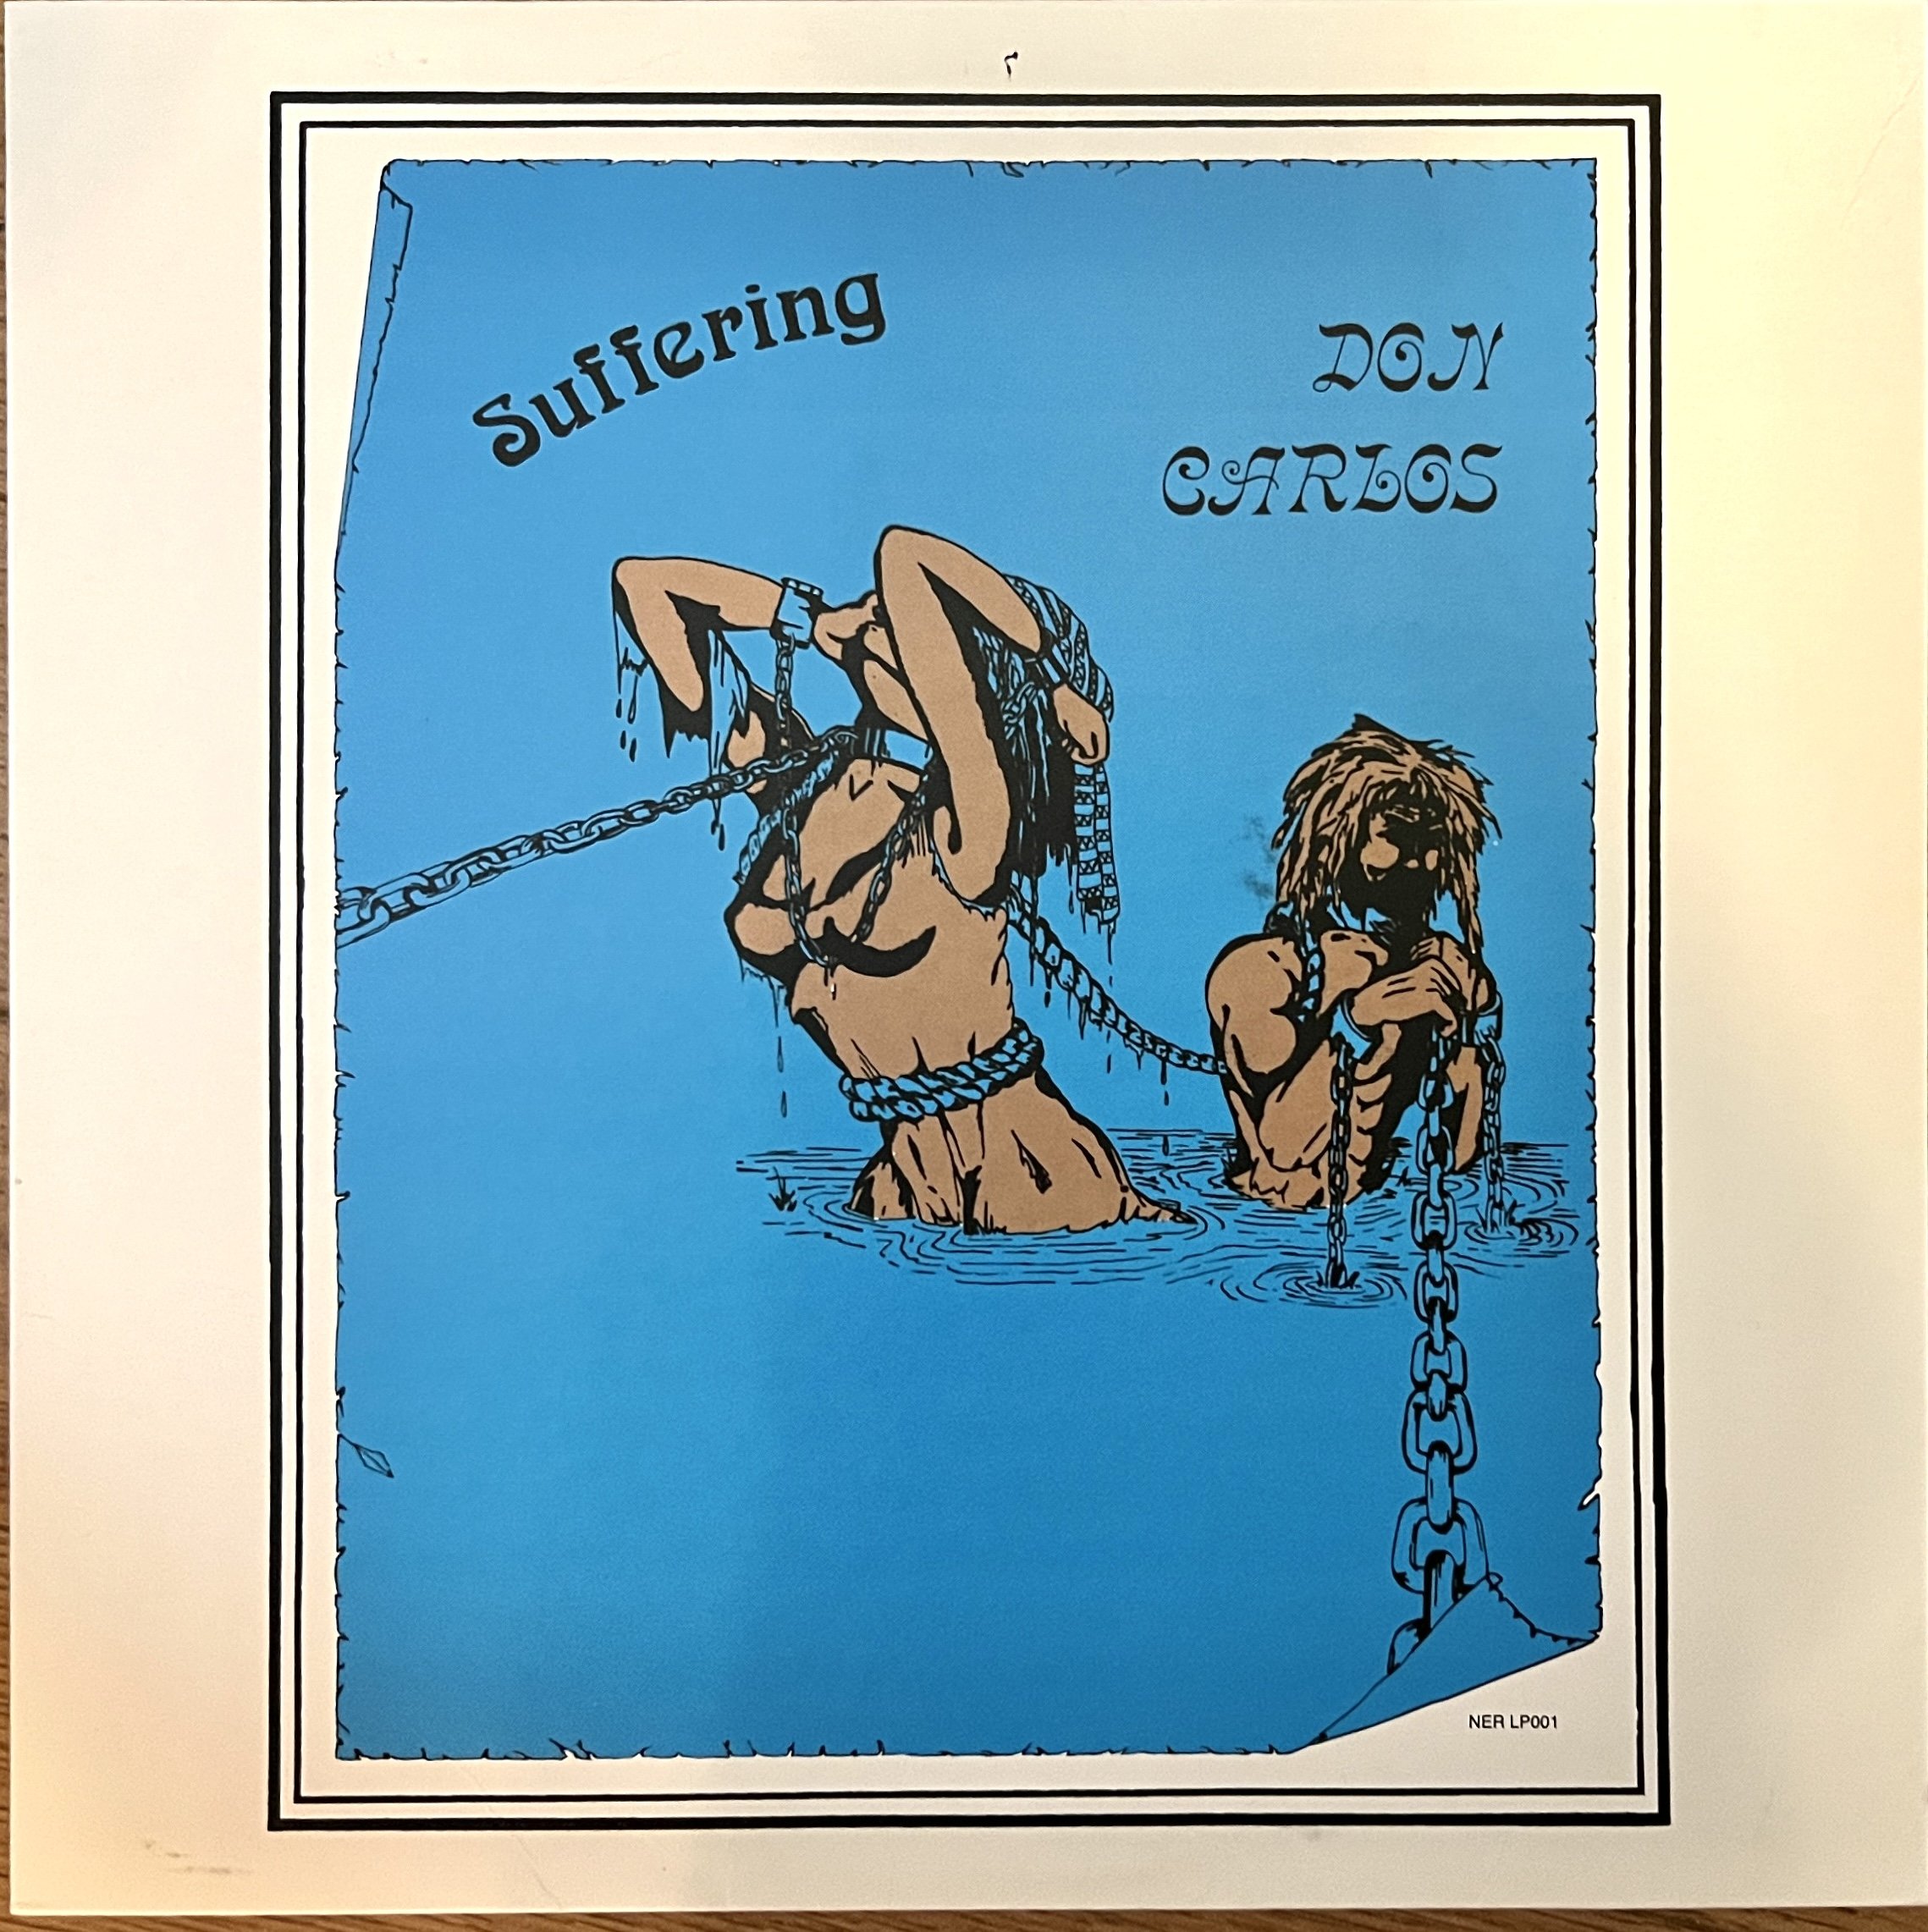 Suffering
DON
CARLOS
NER LP001